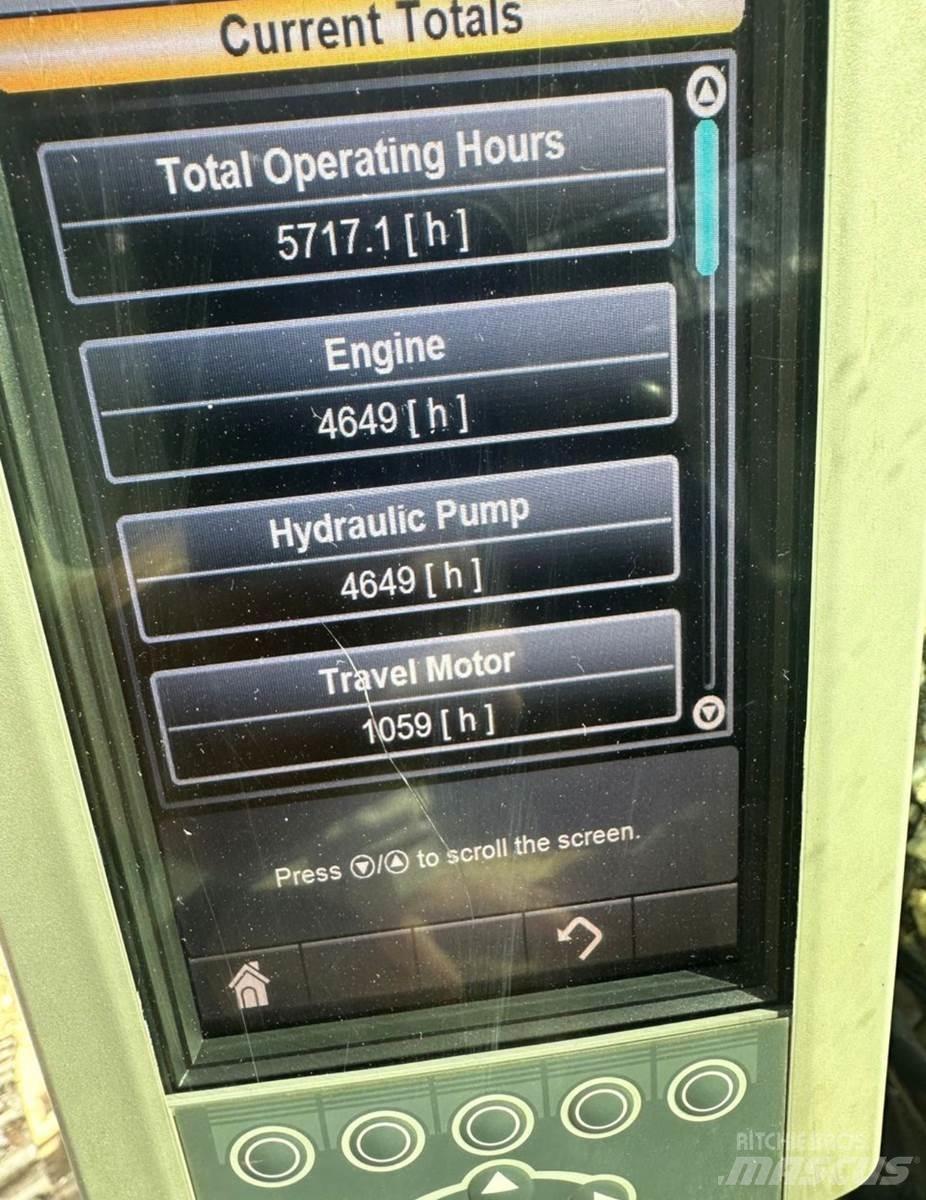 Current Totals
Total Operating Hours
5717.1 [ h ]
Engine
4649 [ h ]
Hydraulic Pump
4649 [ h ]
Travel Motor
1059 [ h ]
Press ▼/▲ to scroll the screen.
RITCHIE BROS
MASCUS